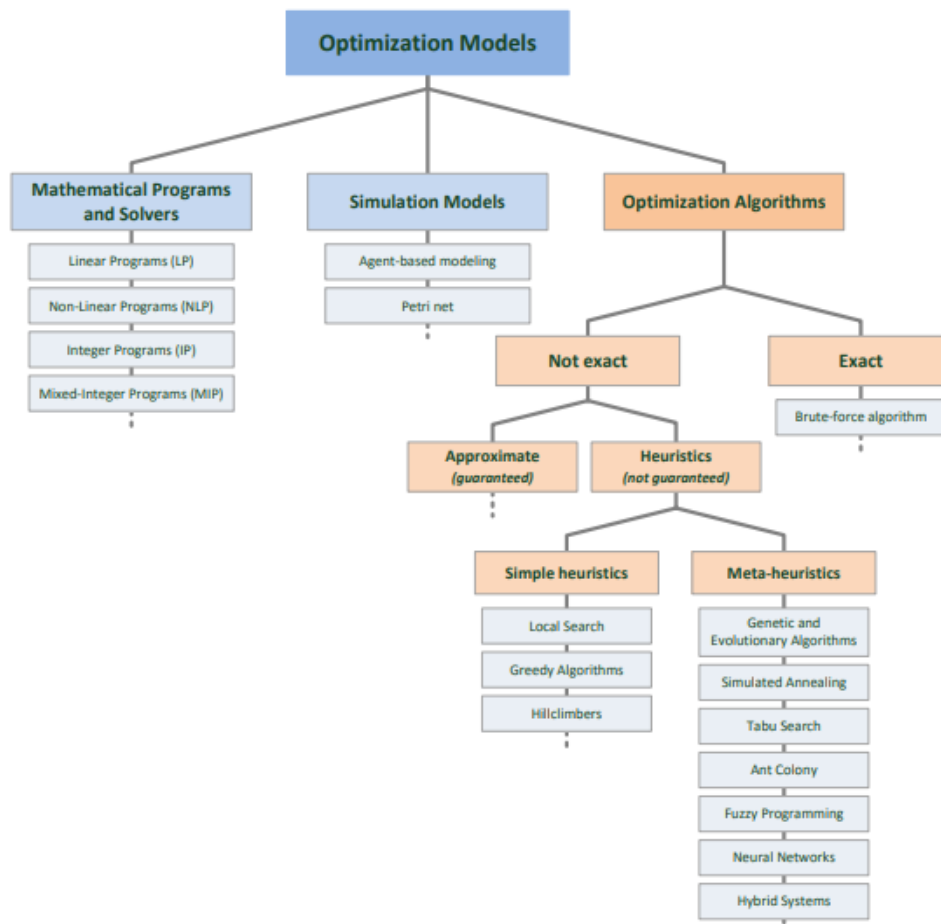 Optimization Models
Mathematical Programs
and Solvers
Linear Programs (LP)
Non-Linear Programs (NLP)
Integer Programs (IP)
Mixed-Integer Programs (MIP)
Simulation Models
Agent-based modeling
Petri net
Optimization Algorithms
Not exact
Exact
Brute-force algorithm
Approximate
(guaranteed)
Heuristics
(not guaranteed)
Simple heuristics
Local Search
Greedy Algorithms
Hillclimbers
Meta-heuristics
Genetic and
Evolutionary Algorithms
Simulated Annealing
Tabu Search
Ant Colony
Fuzzy Programming
Neural Networks
Hybrid Systems